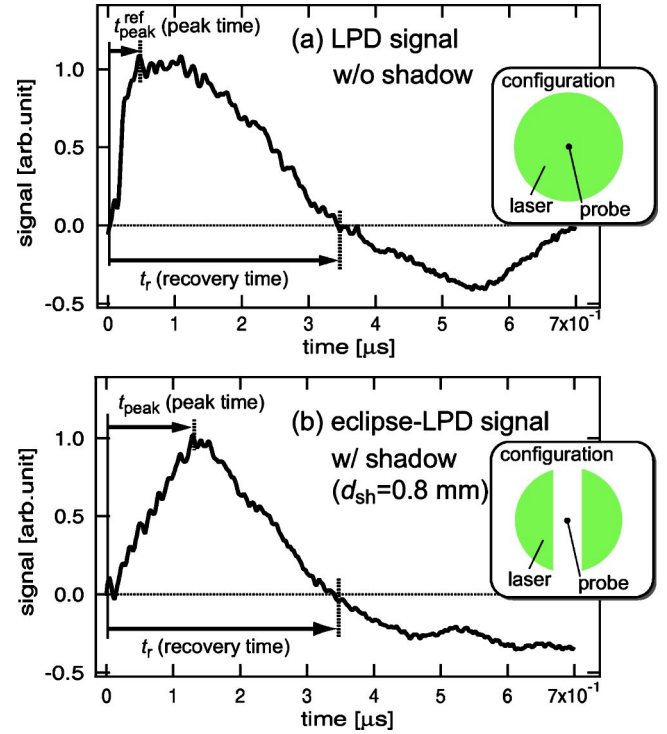 t_peak^ref (peak time)
(a) LPD signal
w/o shadow
configuration
laser
probe
1.0
0.5
0.0
-0.5
signal [arb.unit]
t_r (recovery time)
0 1 2 3 4 5 6 7x10^-1
time [μs]
t_peak (peak time)
(b) eclipse-LPD signal
w/ shadow
(d_sh=0.8 mm)
configuration
laser
probe
1.0
0.5
0.0
-0.5
signal [arb.unit]
t_r (recovery time)
0 1 2 3 4 5 6 7x10^-1
time [μs]